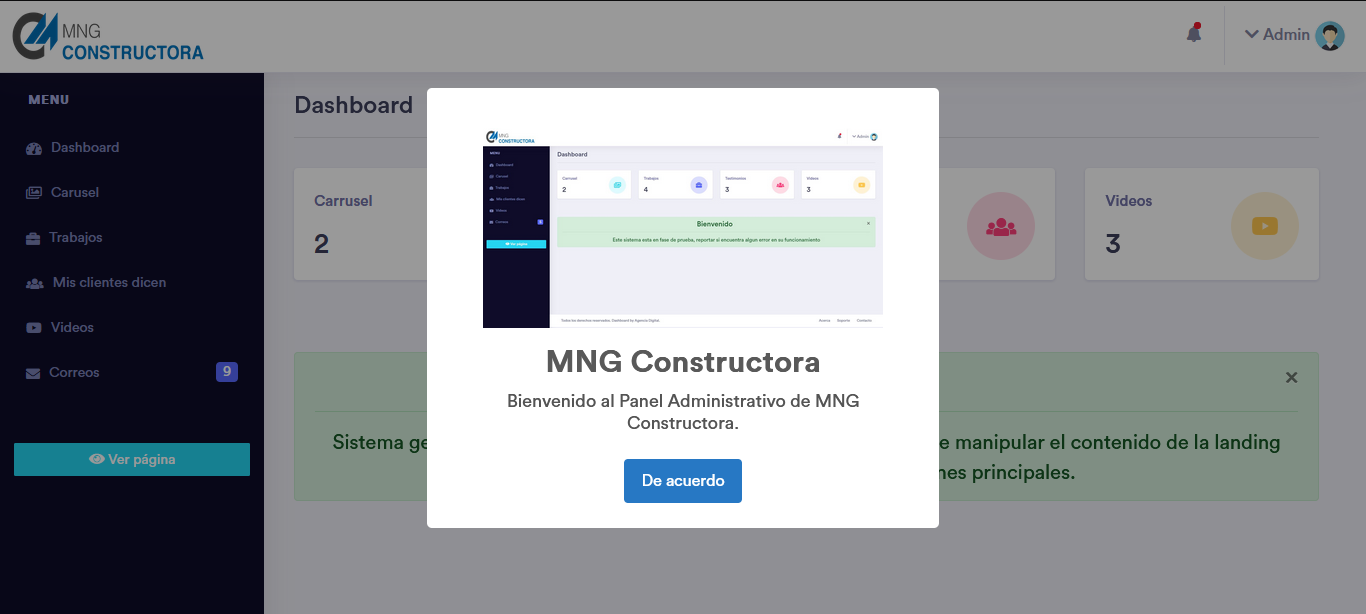 MNG
CONSTRUCTORA
Admin
MENU
Dashboard
Carusel
Trabajos
Mis clientes dicen
Videos
Correos 9
Ver página
Dashboard
Carrusel
2
Videos
3
Sistema ge
e manipular el contenido de la landing
nes principales.
MNG
CONSTRUCTORA
Admin
MENU
Dashboard
Carrusel
Trabajos
Mis clientes dicen
Videos
Correos
Ver página
Dashboard
Carrusel
2
Trabajos
4
Testimonios
3
Videos
3
Bienvenido
Este sistema esta en fase de prueba, reportar si encuentra algun error en su funcionamiento
Todos los derechos reservados. Dashboard by Agencia Digital.
Acerca Soporte Contacto
MNG Constructora
Bienvenido al Panel Administrativo de MNG
Constructora.
De acuerdo